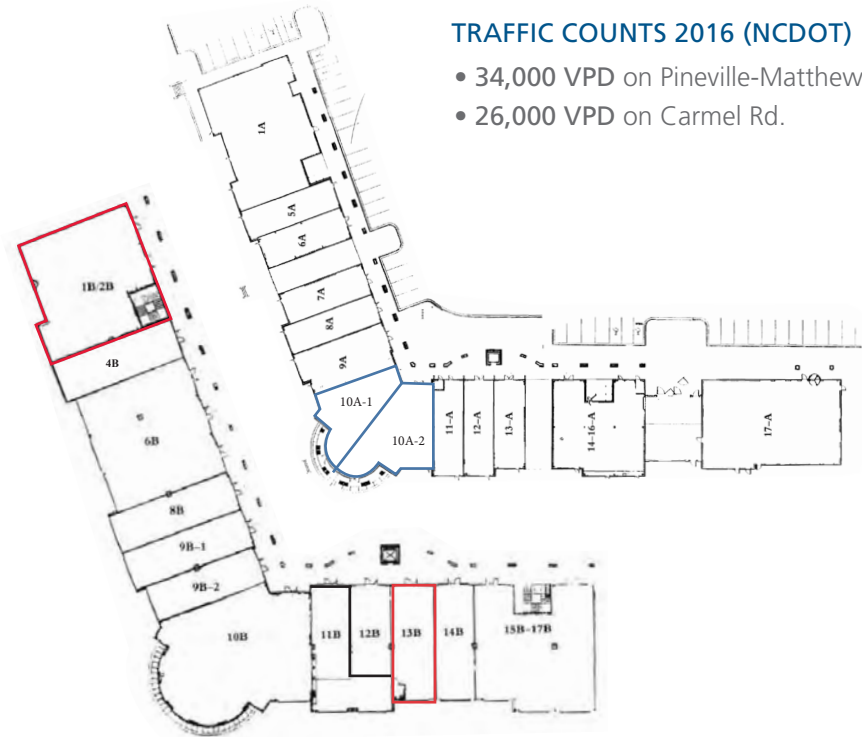 TRAFFIC COUNTS 2016 (NCDOT)
• 34,000 VPD on Pineville-Matthew
• 26,000 VPD on Carmel Rd.
1A
5A
6A
7A
8A
9A
10A-1
10A-2
11-A
12-A
13-A
14-16-A
17-A
1B/2B
4B
6B
8B
9B-1
9B-2
10B
11B
12B
13B
14B
15B-17B